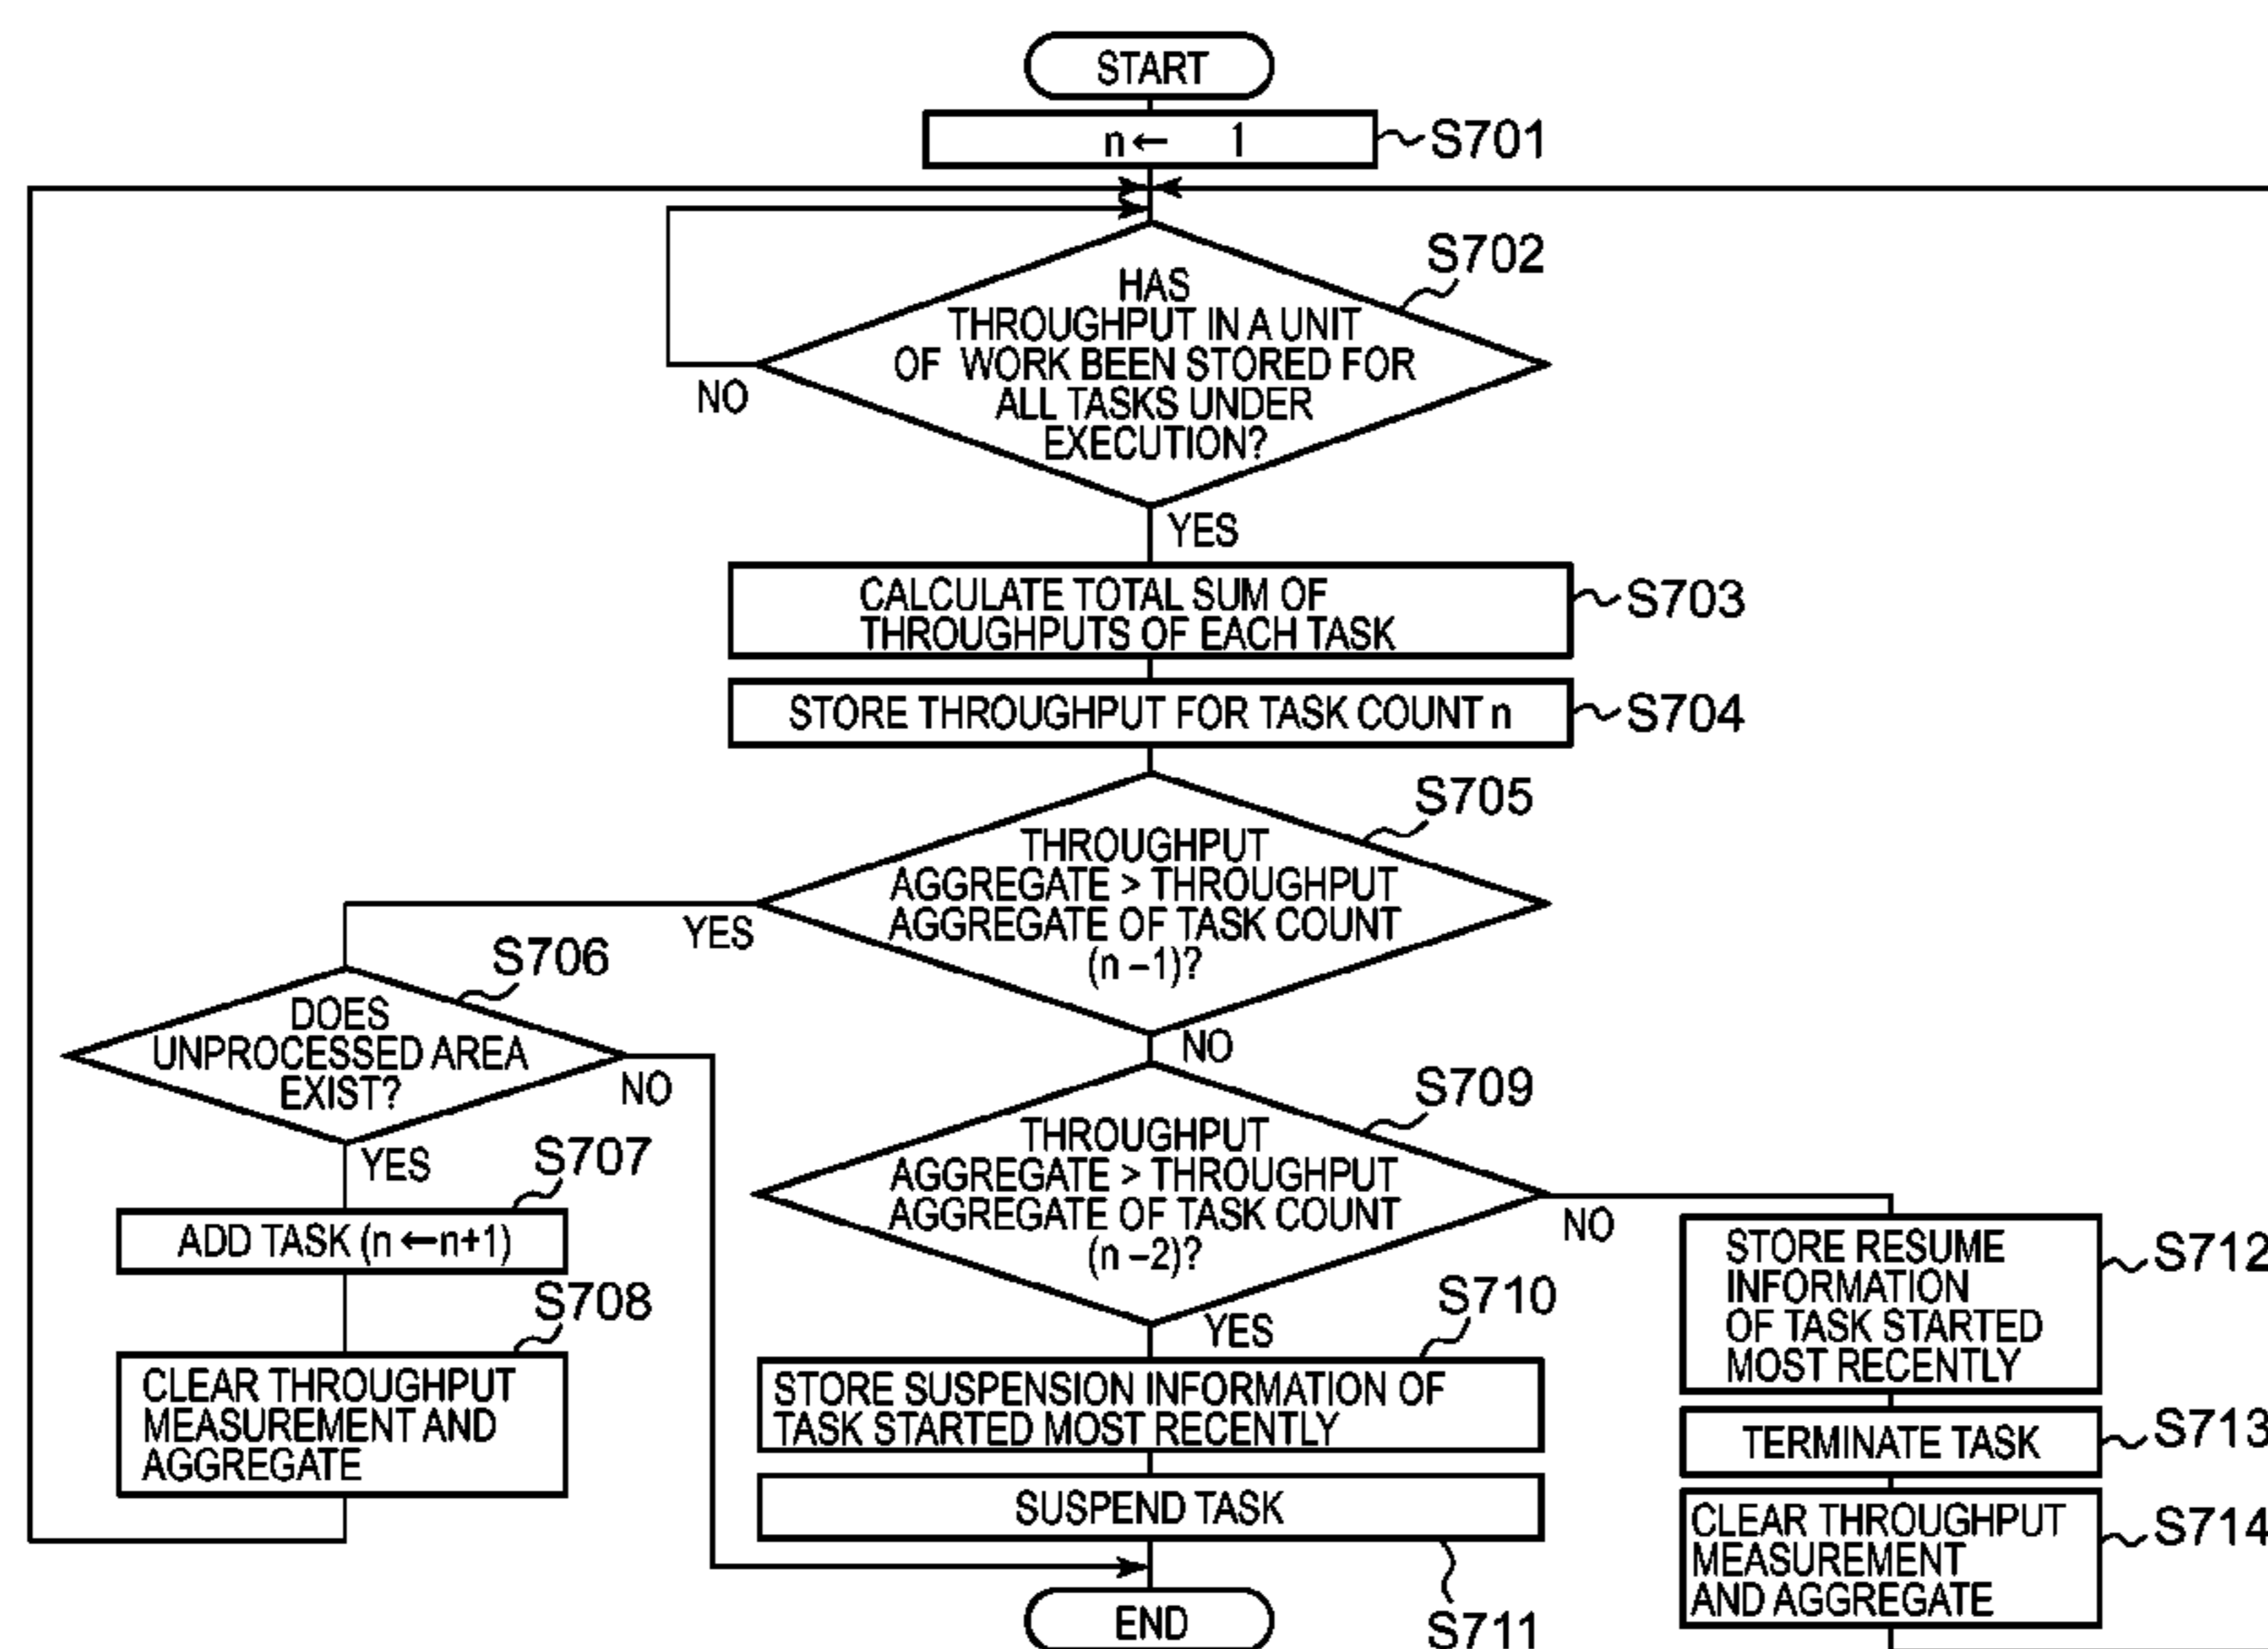 START
n← 1
S701
S702
HAS
THROUGHPUT IN A UNIT
OF WORK BEEN STORED FOR
ALL TASKS UNDER
EXECUTION?
NO
YES
CALCULATE TOTAL SUM OF
THROUGHPUTS OF EACH TASK
S703
STORE THROUGHPUT FOR TASK COUNT n
S704
S705
THROUGHPUT
AGGREGATE > THROUGHPUT
AGGREGATE OF TASK COUNT
(n –1)?
YES
NO
S706
DOES
UNPROCESSED AREA
EXIST?
NO
YES
S707
ADD TASK (n ←n+1)
S708
CLEAR THROUGHPUT
MEASUREMENT AND
AGGREGATE
S709
THROUGHPUT
AGGREGATE > THROUGHPUT
AGGREGATE OF TASK COUNT
(n –2)?
NO
YES
S710
STORE SUSPENSION INFORMATION OF
TASK STARTED MOST RECENTLY
SUSPEND TASK
S711
END
STORE RESUME
INFORMATION
OF TASK STARTED
MOST RECENTLY
S712
TERMINATE TASK
S713
CLEAR THROUGHPUT
MEASUREMENT
AND AGGREGATE
S714